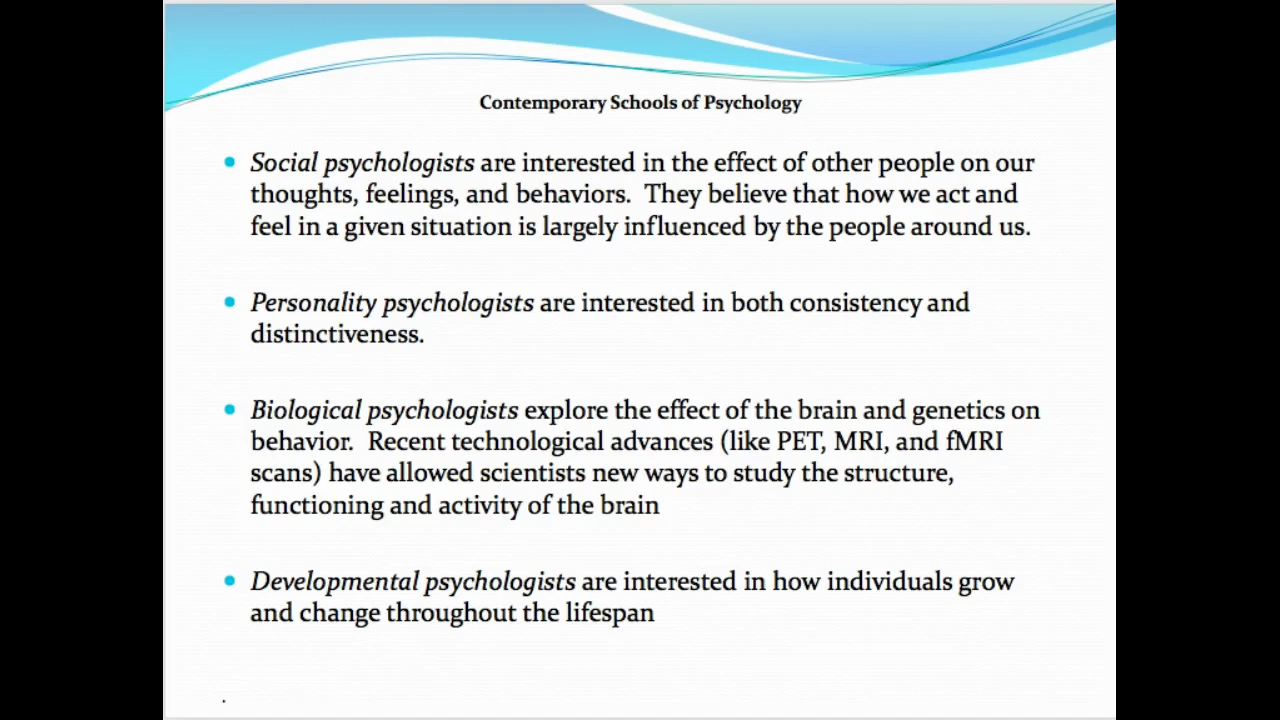 Contemporary Schools of Psychology
• Social psychologists are interested in the effect of other people on our
thoughts, feelings, and behaviors.  They believe that how we act and
feel in a given situation is largely influenced by the people around us.
• Personality psychologists are interested in both consistency and
distinctiveness.
• Biological psychologists explore the effect of the brain and genetics on
behavior.  Recent technological advances (like PET, MRI, and fMRI
scans) have allowed scientists new ways to study the structure,
functioning and activity of the brain
• Developmental psychologists are interested in how individuals grow
and change throughout the lifespan
.